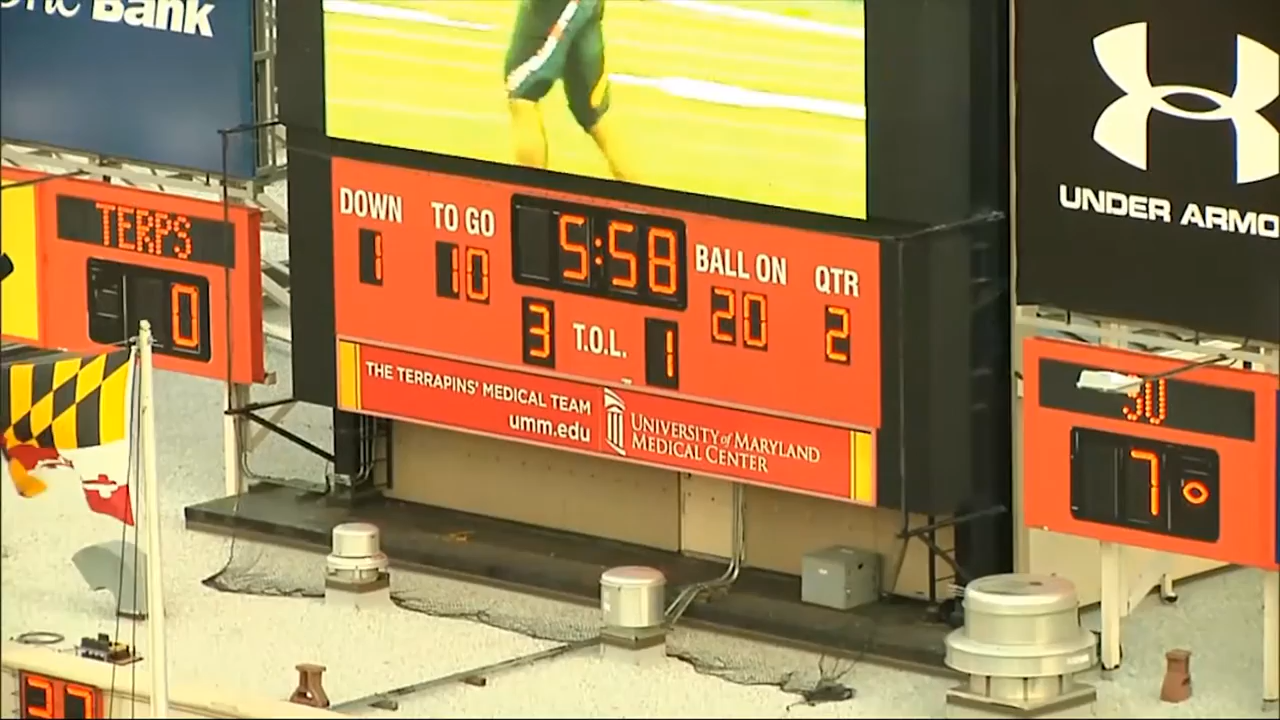 Bank
TERPS
0
DOWN
TO GO
5:58
BALL ON
QTR
1
10
20
2
3
T.O.L.
1
THE TERRAPINS' MEDICAL TEAM
umm.edu
UNIVERSITY of MARYLAND
MEDICAL CENTER
UNDER ARMO
7